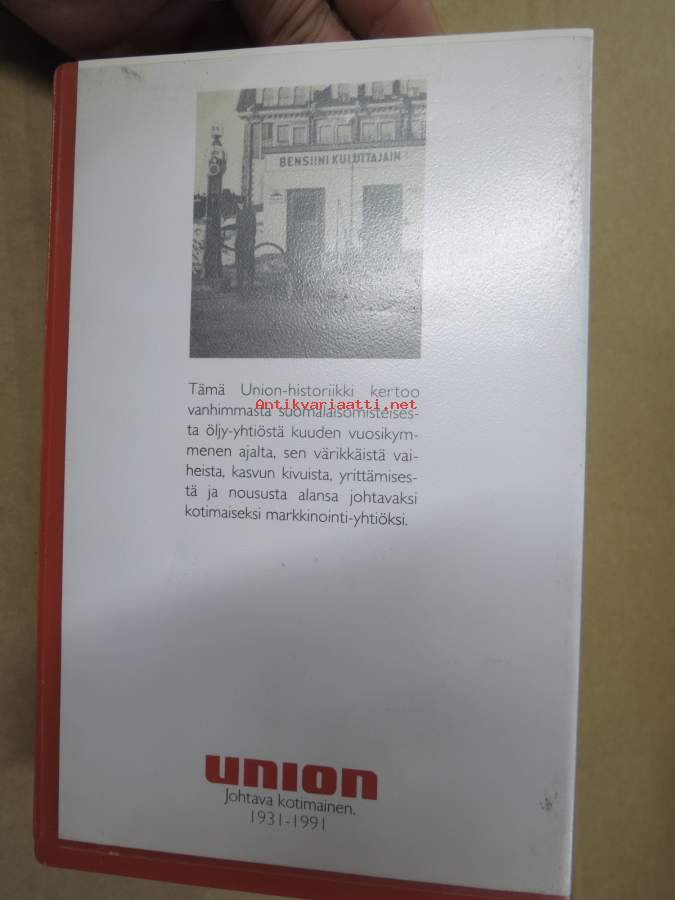 BENSIINI KULUTTAJAIN
Tämä Union-historiikki kertoo
vanhimmasta suomalaisomisteises-
Antikvariaatti.net
ta öljy-yhtiöstä kuuden vuosikym-
menen ajalta, sen värikkäistä vai-
heista, kasvun kivuista, yrittämises-
tä ja noususta alansa johtavaksi
kotimaiseksi markkinointi-yhtiöksi.
union
Johtava kotimainen.
1931-1991